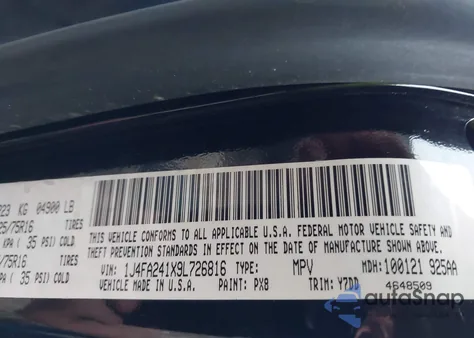 223 KG 04900 LB
25/75R16 TIRES
KPA ( 35 PSI) COLD
/75R16 TIRES
KPA ( 35 PSI) COLD
THIS VEHICLE CONFORMS TO ALL APPLICABLE U.S.A. FEDERAL MOTOR VEHICLE SAFETY AND
THEFT PREVENTION STANDARDS IN EFFECT ON THE DATE OF MANUFACTURE SHOWN ABOVE.
VIN: 1J4FA241X9L726816 TYPE: MPV MDH: 100121 925AA
VEHICLE MADE IN U.S.A. PAINT: PX8 TRIM: Y7DD 4648509
autoSnap